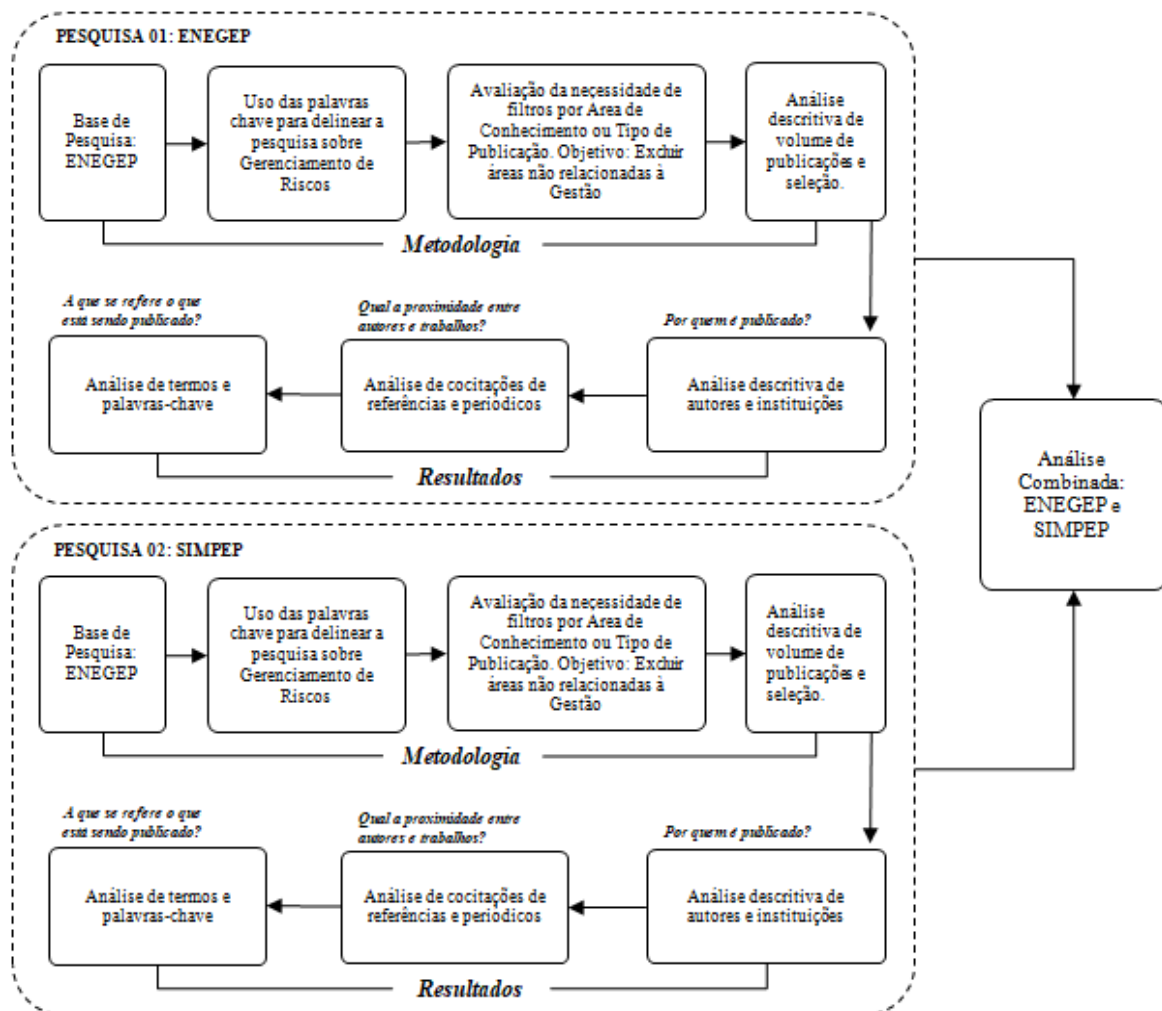 PESQUISA 01: ENEGEP
Base de
Pesquisa:
ENEGEP
Uso das palavras
chave para delinear a
pesquisa sobre
Gerenciamento de
Riscos
Avaliação da necessidade de
filtros por Area de
Conhecimento ou Tipo de
Publicação. Objetivo: Excluir
áreas não relacionadas à
Gestão
Análise
descritiva de
volume de
publicações e
seleção.
Metodologia
A que se refere o que
está sendo publicado?
Qual a proximidade entre
autores e trabalhos?
Por quem é publicado?
Análise de termos e
palavras-chave
Análise de cocitações de
referências e periódicos
Análise descritiva de
autores e instituições
Resultados
Análise
Combinada:
ENEGEP e
SIMPEP
PESQUISA 02: SIMPEP
Base de
Pesquisa:
ENEGEP
Uso das palavras
chave para delinear a
pesquisa sobre
Gerenciamento de
Riscos
Avaliação da necessidade de
filtros por Area de
Conhecimento ou Tipo de
Publicação. Objetivo: Excluir
áreas não relacionadas à
Gestão
Análise
descritiva de
volume de
publicações e
seleção.
Metodologia
A que se refere o que
está sendo publicado?
Qual a proximidade entre
autores e trabalhos?
Por quem é publicado?
Análise de termos e
palavras-chave
Análise de cocitações de
referências e periódicos
Análise descritiva de
autores e instituições
Resultados